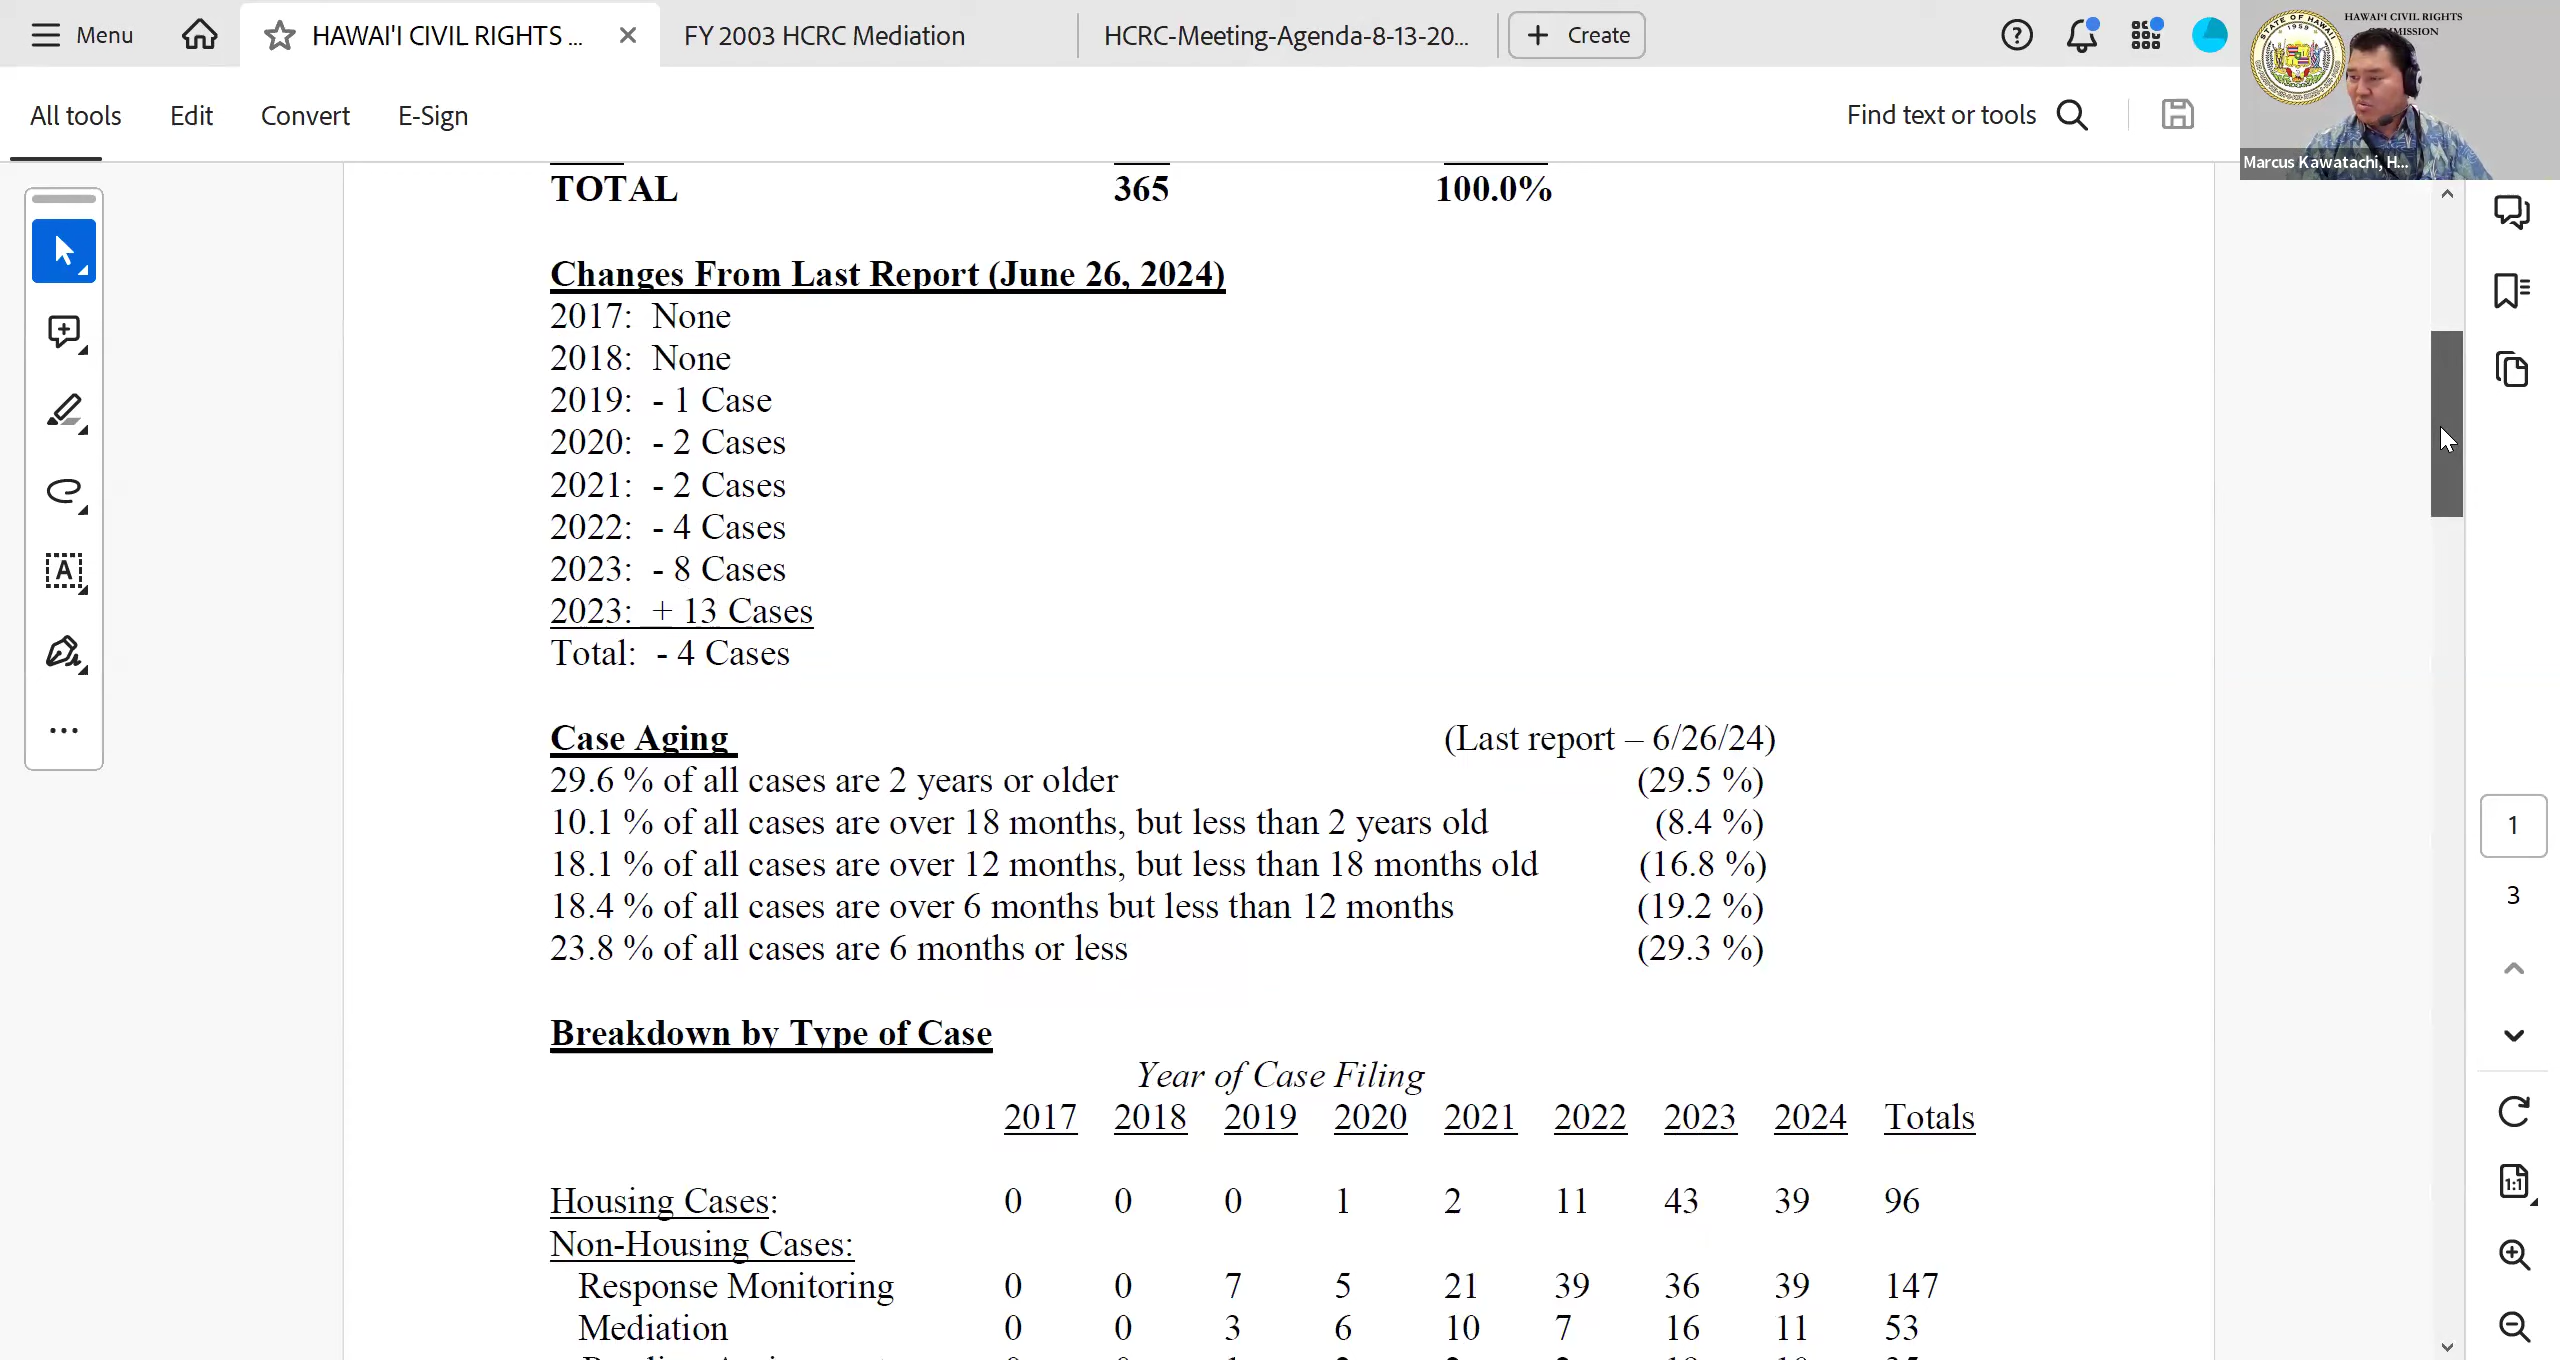 Menu
HAWAI'I CIVIL RIGHTS ...
FY 2003 HCRC Mediation
HCRC-Meeting-Agenda-8-13-20...
+ Create
HAWAI'I CIVIL RIGHTS
STATE OF HAWAII
1959
Marcus Kawatachi, H...
All tools
Edit
Convert
E-Sign
Find text or tools
TOTAL 365 100.0%
Changes From Last Report (June 26, 2024)
2017: None
2018: None
2019: - 1 Case
2020: - 2 Cases
2021: - 2 Cases
2022: - 4 Cases
2023: - 8 Cases
2023: + 13 Cases
Total: - 4 Cases
Case Aging (Last report – 6/26/24)
29.6 % of all cases are 2 years or older (29.5 %)
10.1 % of all cases are over 18 months, but less than 2 years old (8.4 %)
18.1 % of all cases are over 12 months, but less than 18 months old (16.8 %)
18.4 % of all cases are over 6 months but less than 12 months (19.2 %)
23.8 % of all cases are 6 months or less (29.3 %)
Breakdown by Type of Case
Year of Case Filing
2017 2018 2019 2020 2021 2022 2023 2024 Totals
Housing Cases: 0 0 0 1 2 11 43 39 96
Non-Housing Cases:
Response Monitoring 0 0 7 5 21 39 36 39 147
Mediation 0 0 3 6 10 7 16 11 53
1
3
1:1